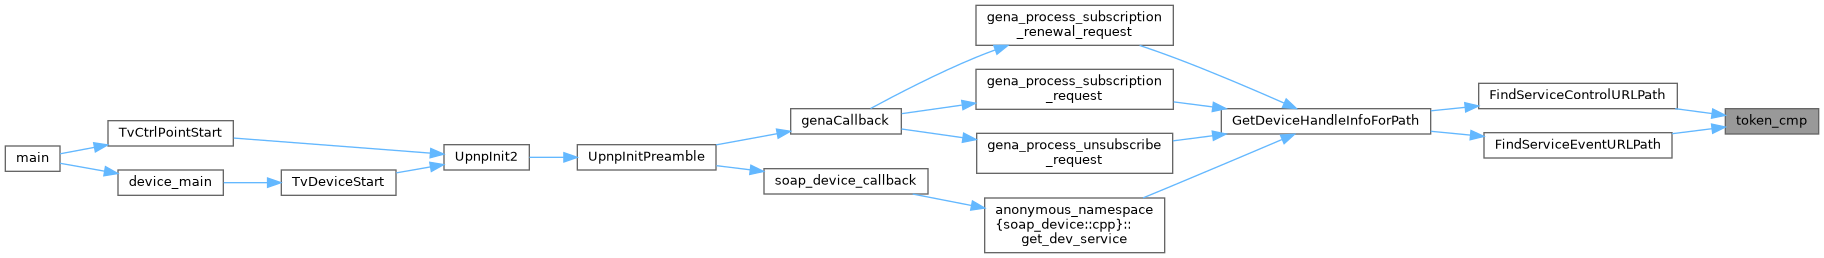 main
TvCtrlPointStart
device_main
TvDeviceStart
UpnpInit2
UpnpInitPreamble
genaCallback
soap_device_callback
gena_process_subscription
_renewal_request
gena_process_subscription
_request
gena_process_unsubscribe
_request
anonymous_namespace
{soap_device::cpp}::
get_dev_service
GetDeviceHandleInfoForPath
FindServiceControlURLPath
FindServiceEventURLPath
token_cmp